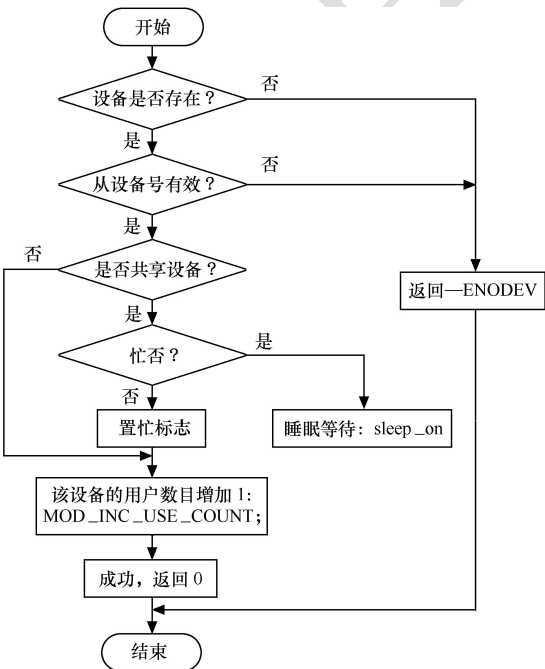 开始
设备是否存在？
否
是
从设备号有效？
否
是
否
是否共享设备？
返回—ENODEV
是
忙否？
是
否
置忙标志
睡眠等待：sleep_on
该设备的用户数目增加 1:
MOD_INC_USE_COUNT;
成功，返回 0
结束